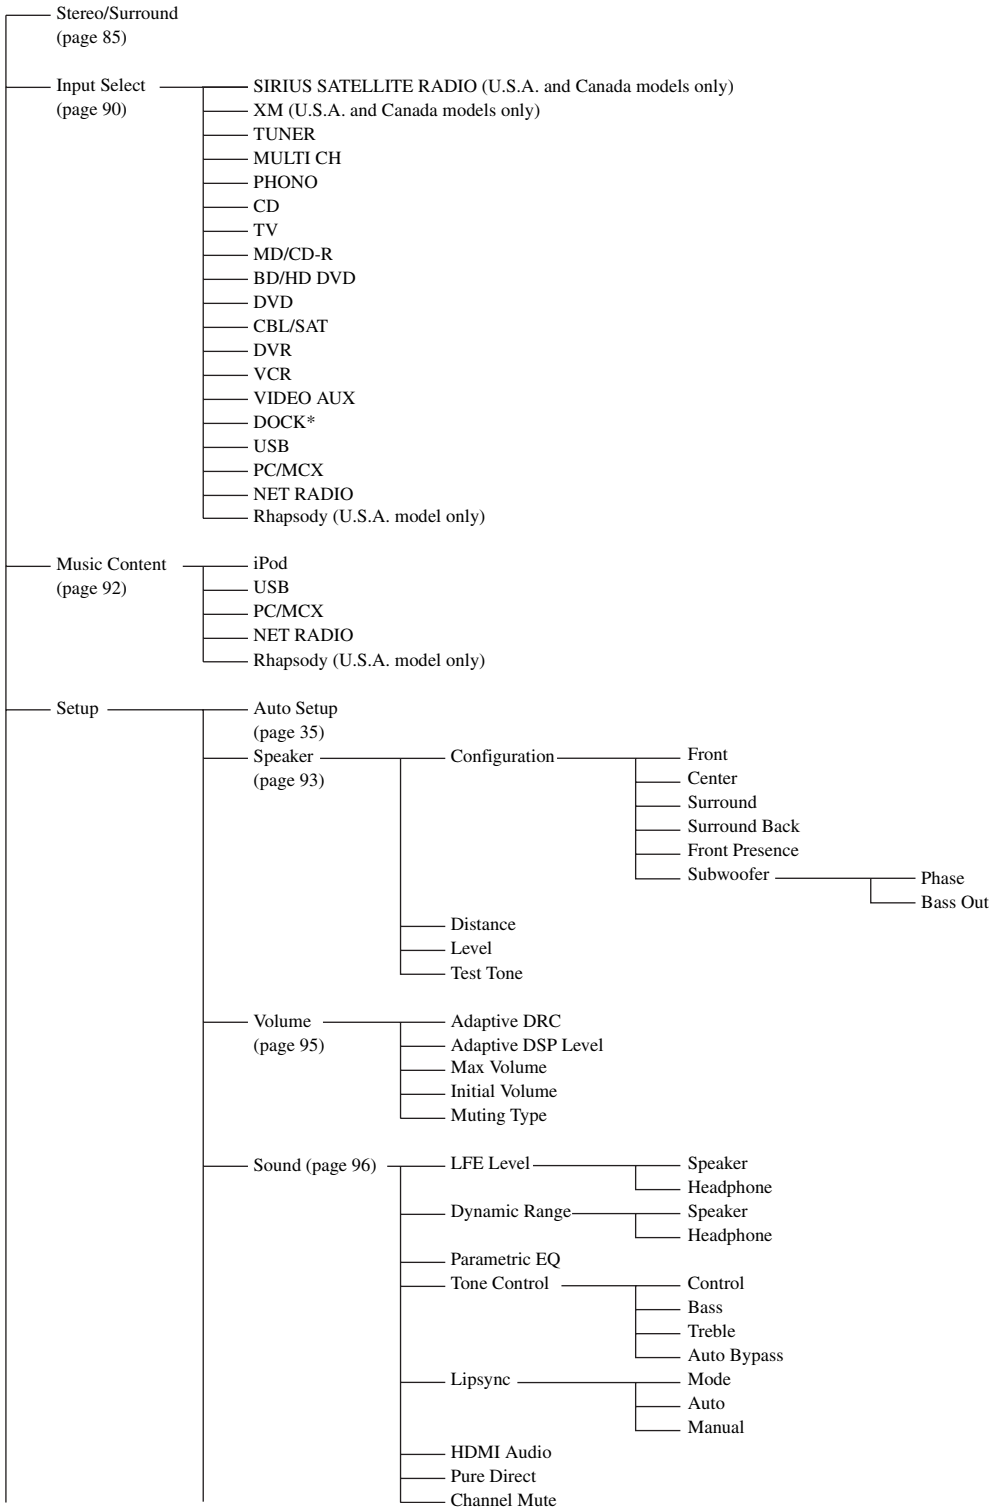 Stereo/Surround
(page 85)
Input Select
(page 90)
SIRIUS SATELLITE RADIO (U.S.A. and Canada models only)
XM (U.S.A. and Canada models only)
TUNER
MULTI CH
PHONO
CD
TV
MD/CD-R
BD/HD DVD
DVD
CBL/SAT
DVR
VCR
VIDEO AUX
DOCK*
USB
PC/MCX
NET RADIO
Rhapsody (U.S.A. model only)
Music Content
(page 92)
iPod
USB
PC/MCX
NET RADIO
Rhapsody (U.S.A. model only)
Setup
Auto Setup
(page 35)
Speaker
(page 93)
Configuration
Front
Center
Surround
Surround Back
Front Presence
Subwoofer
Phase
Bass Out
Distance
Level
Test Tone
Volume
(page 95)
Adaptive DRC
Adaptive DSP Level
Max Volume
Initial Volume
Muting Type
Sound (page 96)
LFE Level
Speaker
Headphone
Dynamic Range
Speaker
Headphone
Parametric EQ
Tone Control
Control
Bass
Treble
Auto Bypass
Lipsync
Mode
Auto
Manual
HDMI Audio
Pure Direct
Channel Mute